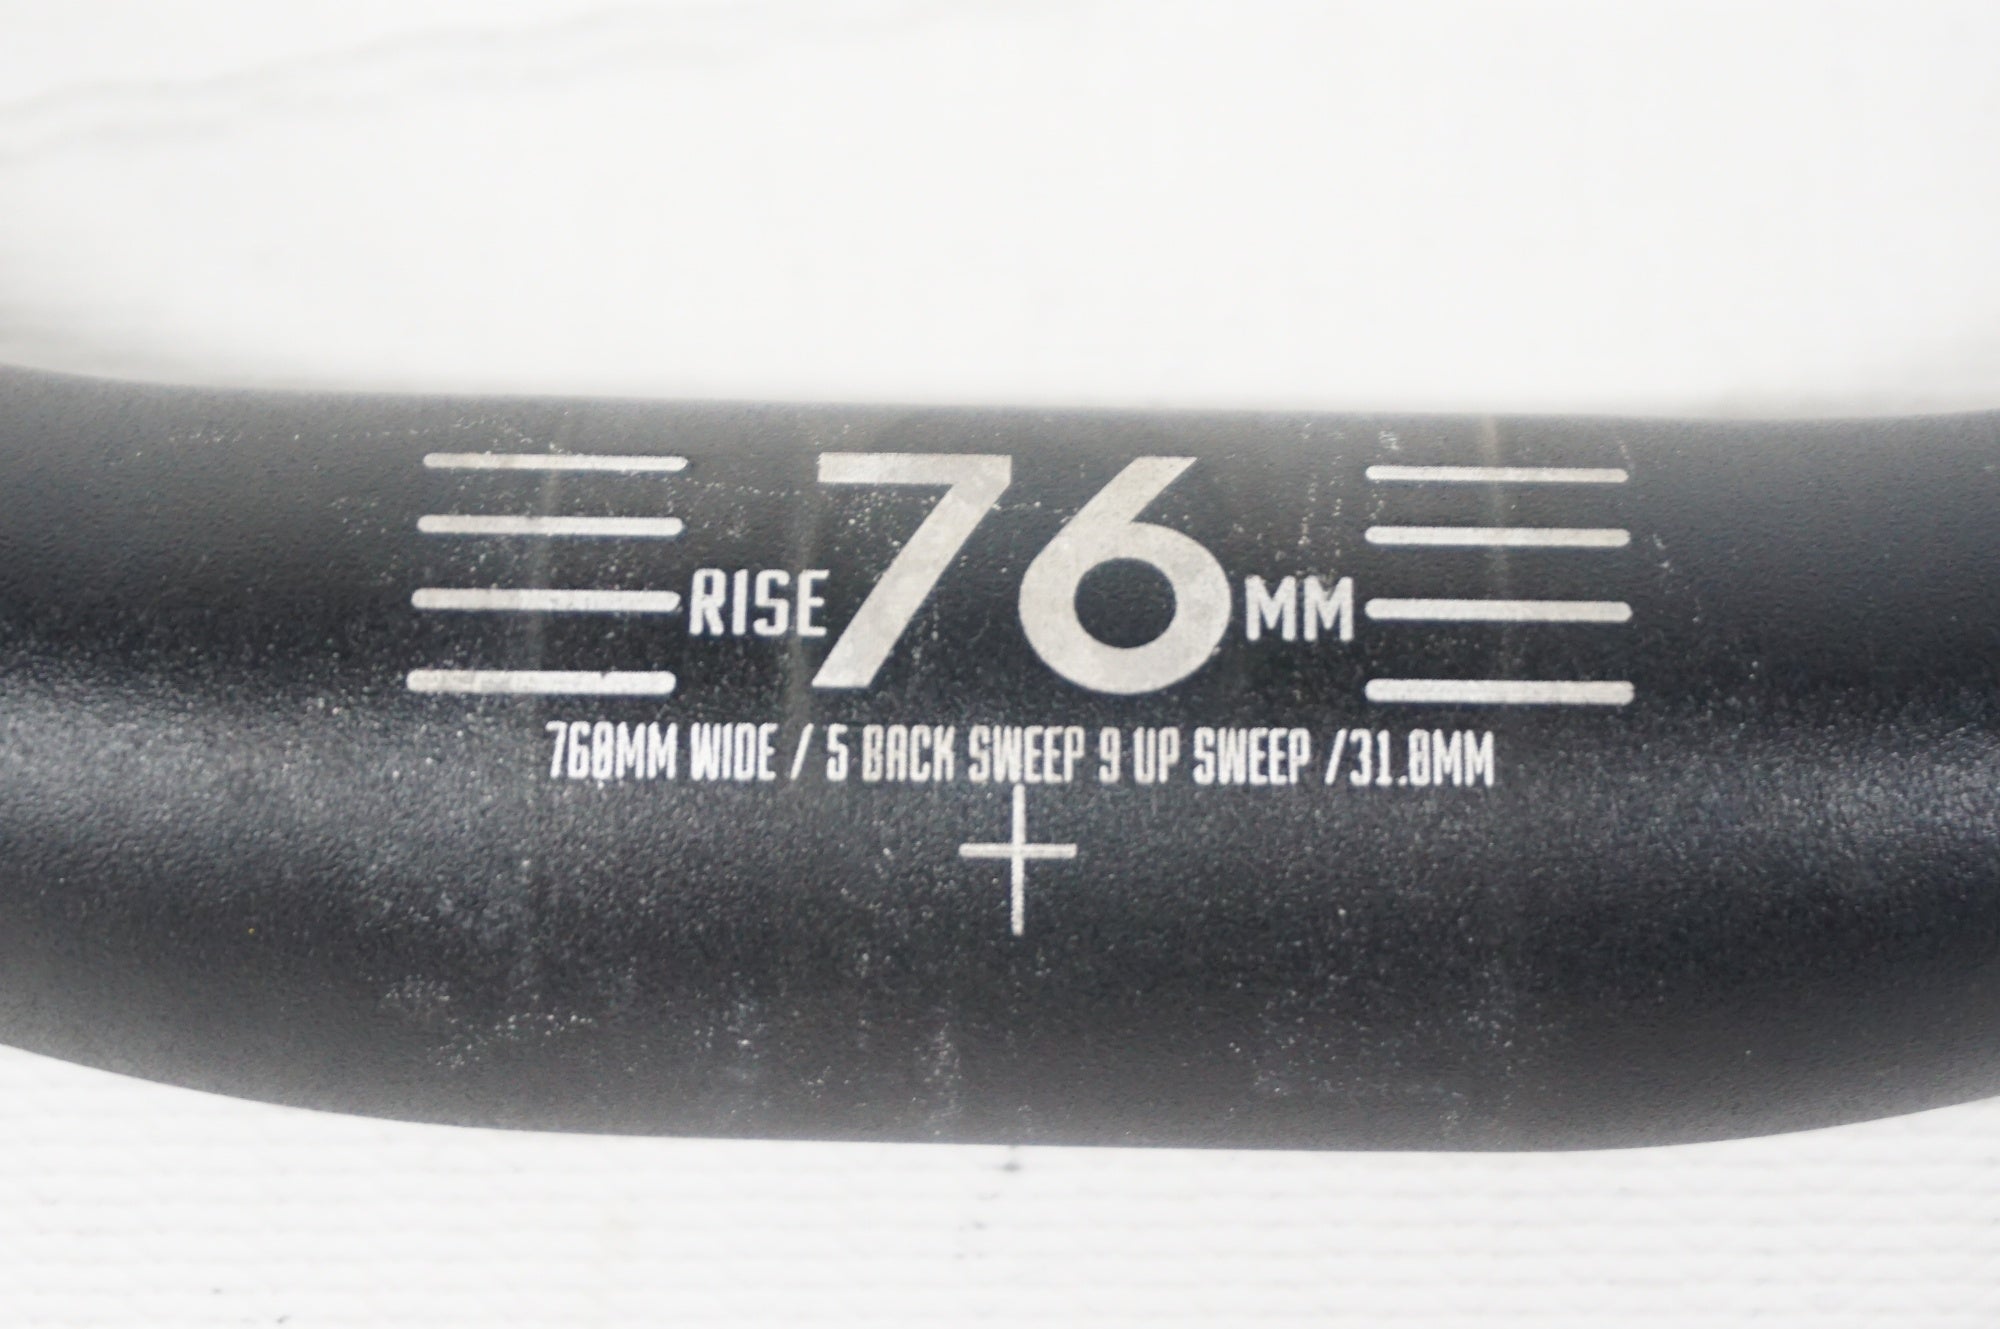 RISE 76 MM
760MM WIDE / 5 BACK SWEEP 9 UP SWEEP /31.8MM